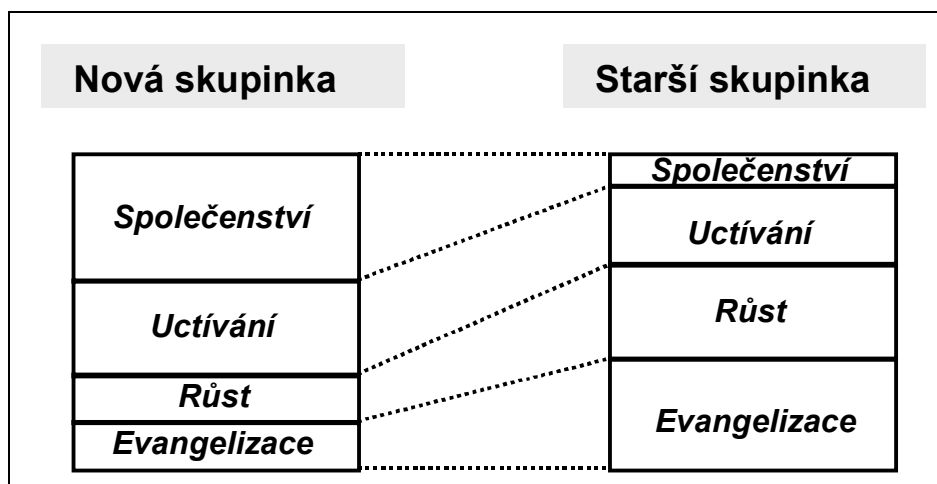 Nová skupinka
Starší skupinka
Společenství
Uctívání
Růst
Evangelizace
Společenství
Uctívání
Růst
Evangelizace